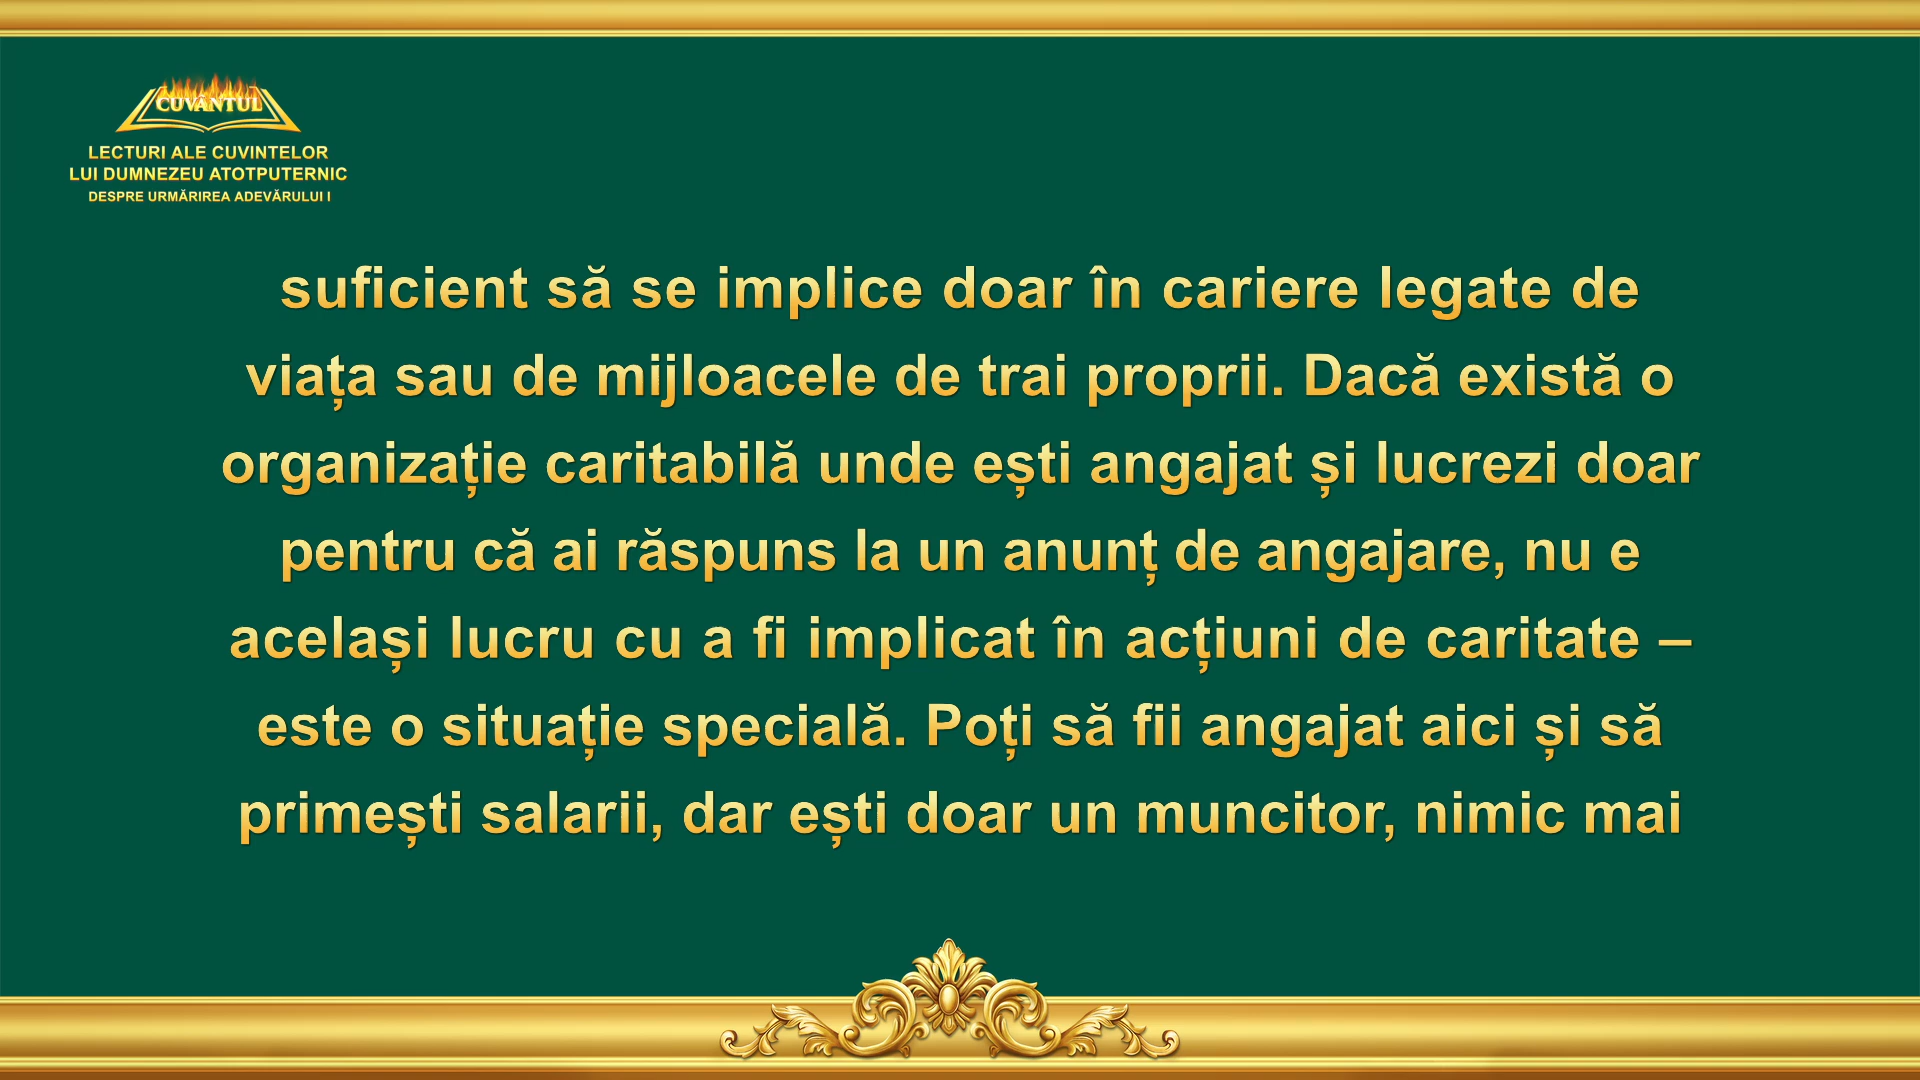 CUVÂNTUL
LECTURI ALE CUVINTELOR
LUI DUMNEZEU ATOTPUTERNIC
DESPRE URMĂRIREA ADEVĂRULUI I
suficient să se implice doar în cariere legate de
viața sau de mijloacele de trai proprii. Dacă există o
organizație caritabilă unde ești angajat și lucrezi doar
pentru că ai răspuns la un anunț de angajare, nu e
același lucru cu a fi implicat în acțiuni de caritate –
este o situație specială. Poți să fii angajat aici și să
primești salarii, dar ești doar un muncitor, nimic mai